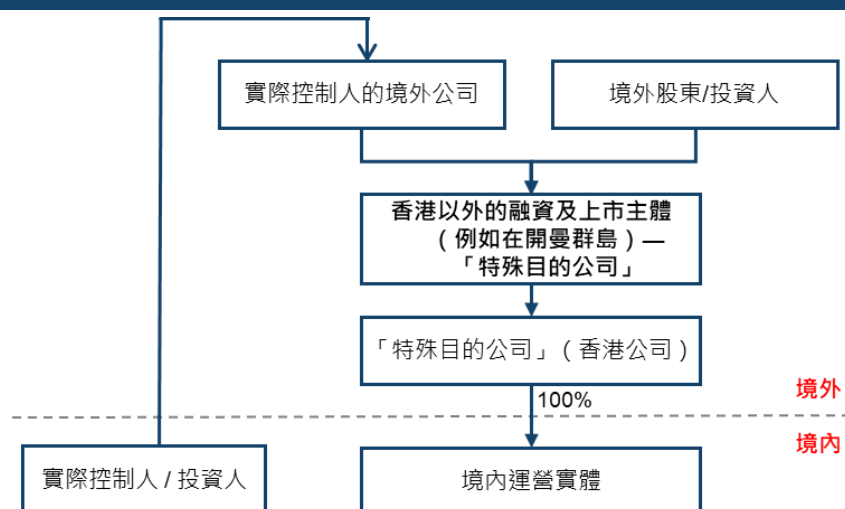 實際控制人的境外公司
境外股東/投資人
香港以外的融資及上市主體
（例如在開曼群島）—
「特殊目的公司」
「特殊目的公司」（香港公司）
100%
境外
境內
實際控制人 / 投資人
境內運營實體